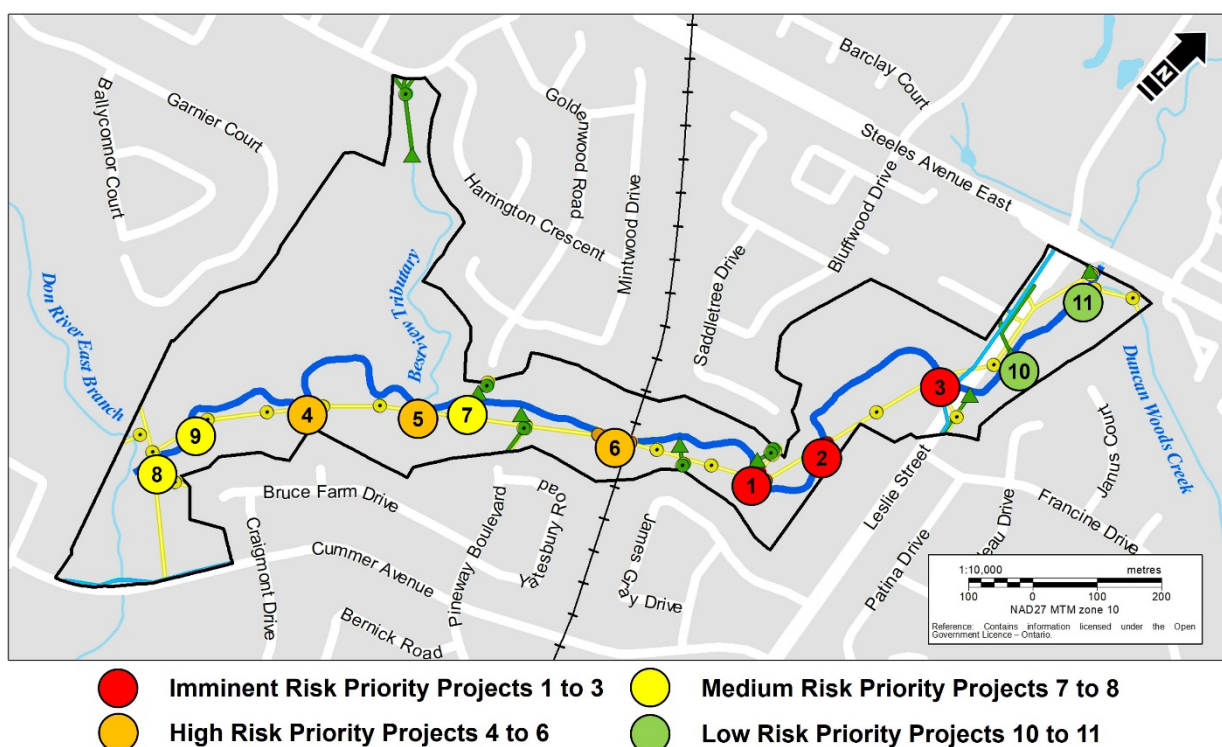 Barclay Court
Steeles Avenue East
N
Ballyconnor Court
Garnier Court
Goldenwood Road
Harrington Crescent
Mintwood Drive
Bluffwood Drive
Saddletree Drive
Don River East Branch
Bestview Tributary
Duncan Woods Creek
11
10
3
2
1
6
7
5
4
9
8
Leslie Street
Janus Court
Francine Drive
eau Drive
Patina Drive
Bruce Farm Drive
Craigmont Drive
Cummer Avenue
Pineway Boulevard
Yatesbury Road
James Gray Drive
Bernick Road
1:10,000 metres
100 0 100 200
NAD27 MTM zone 10
Reference: Contains information licensed under the Open
Government Licence – Ontario.
Imminent Risk Priority Projects 1 to 3
Medium Risk Priority Projects 7 to 8
High Risk Priority Projects 4 to 6
Low Risk Priority Projects 10 to 11